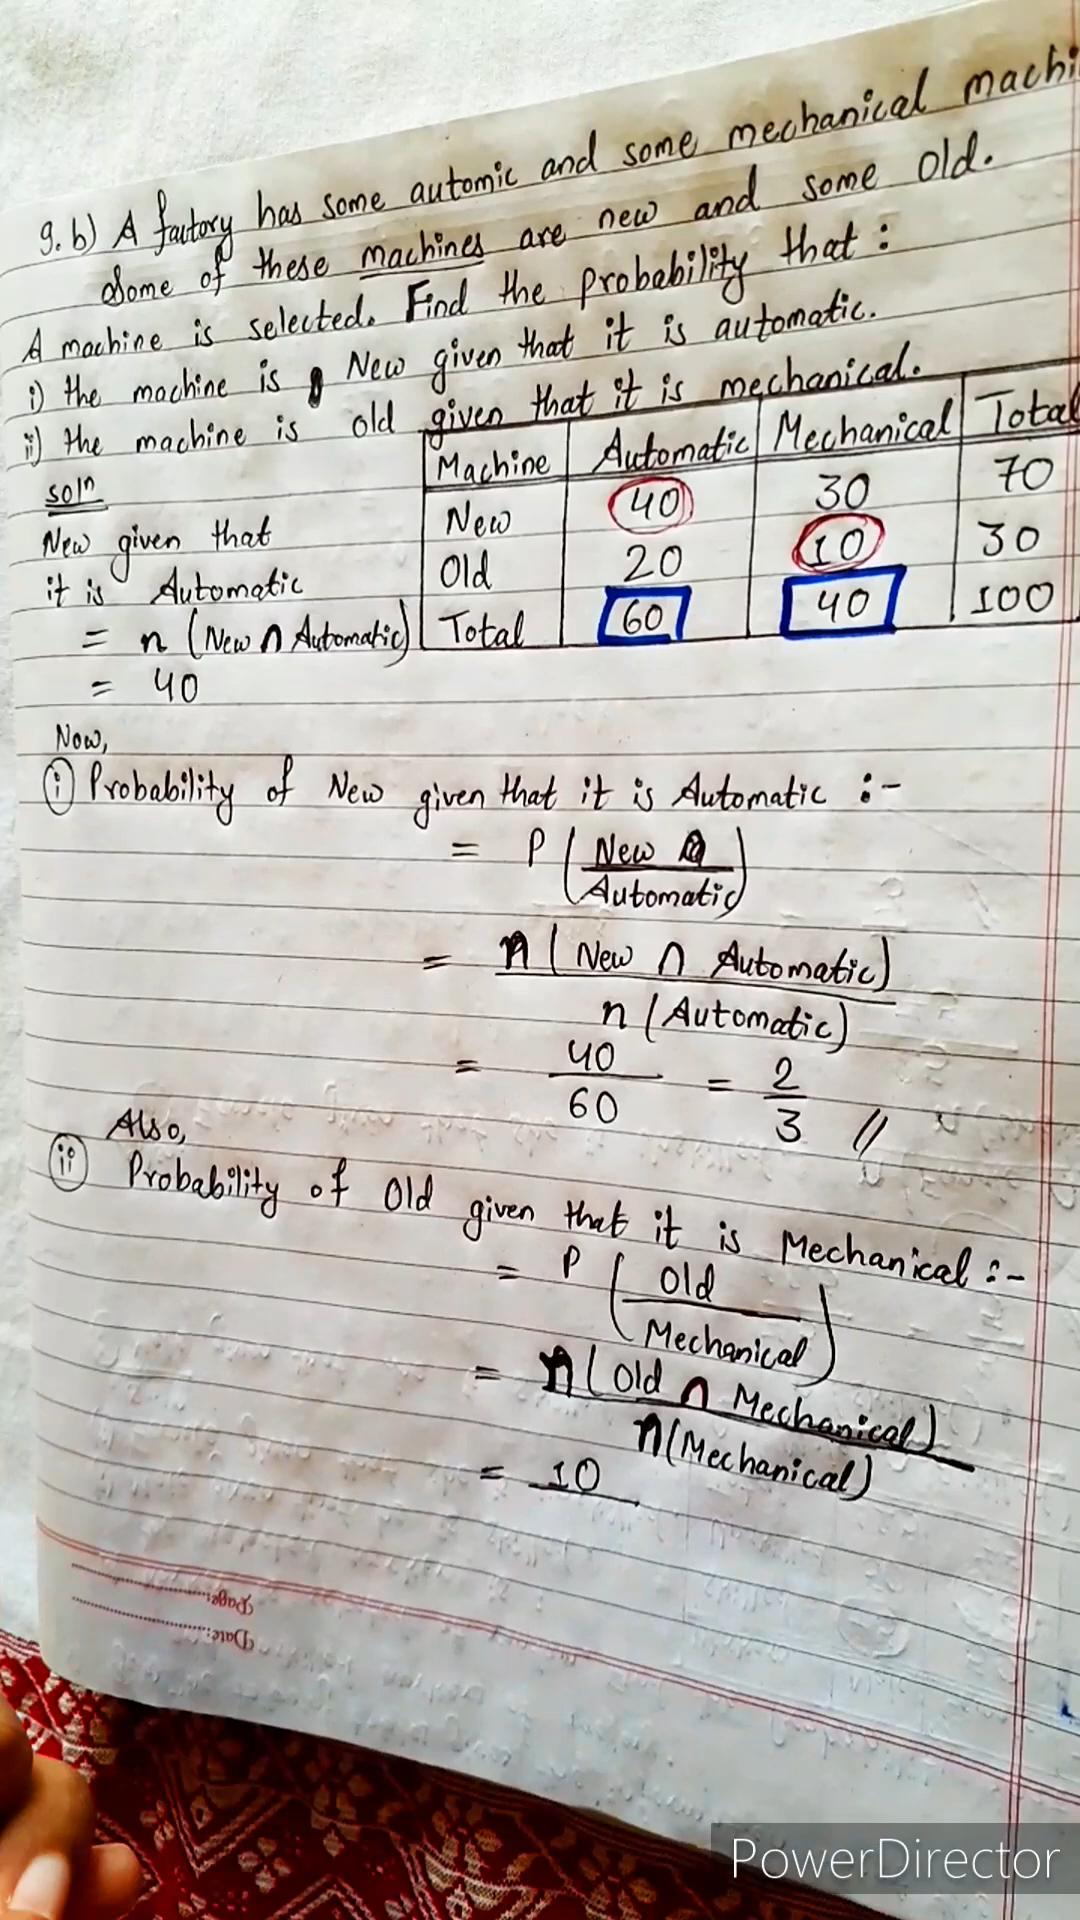 9. b) A factory has some automic and some mechanical machi
Some of these machines are new and some old.
A machine is selected. Find the probability that :
i) the machine is New given that it is automatic.
ii) the machine is old given that it is mechanical.
Machine Automatic Mechanical Total
New 40 30 70
Old 20 10 30
Total 60 40 100
soln
New given that
it is Automatic
= n (New ∩ Automatic)
= 40
Now,
i) Probability of New given that it is Automatic :-
= P (New / Automatic)
= n (New ∩ Automatic)
n (Automatic)
= 40 / 60 = 2 / 3 //
Also,
ii) Probability of Old given that it is Mechanical :-
= P (Old / Mechanical)
= n (Old ∩ Mechanical)
n (Mechanical)
= 10
Page:
Date:
PowerDirector